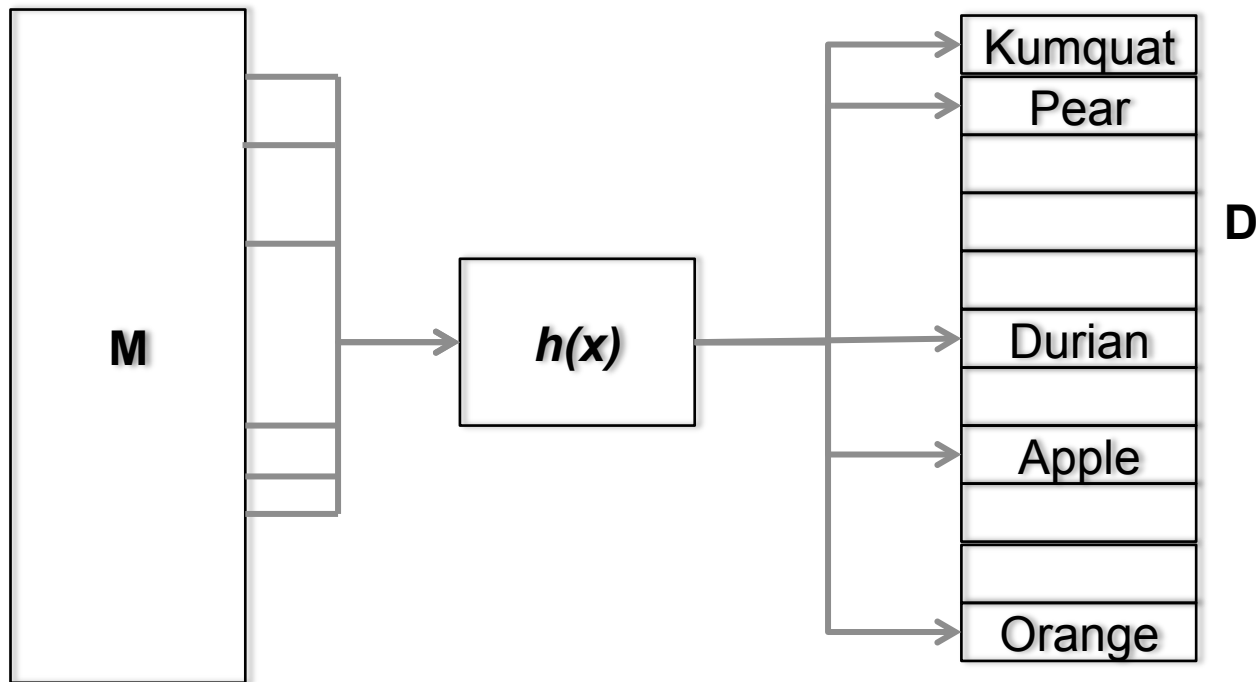 M
h(x)
Kumquat
Pear
Durian
Apple
Orange
D